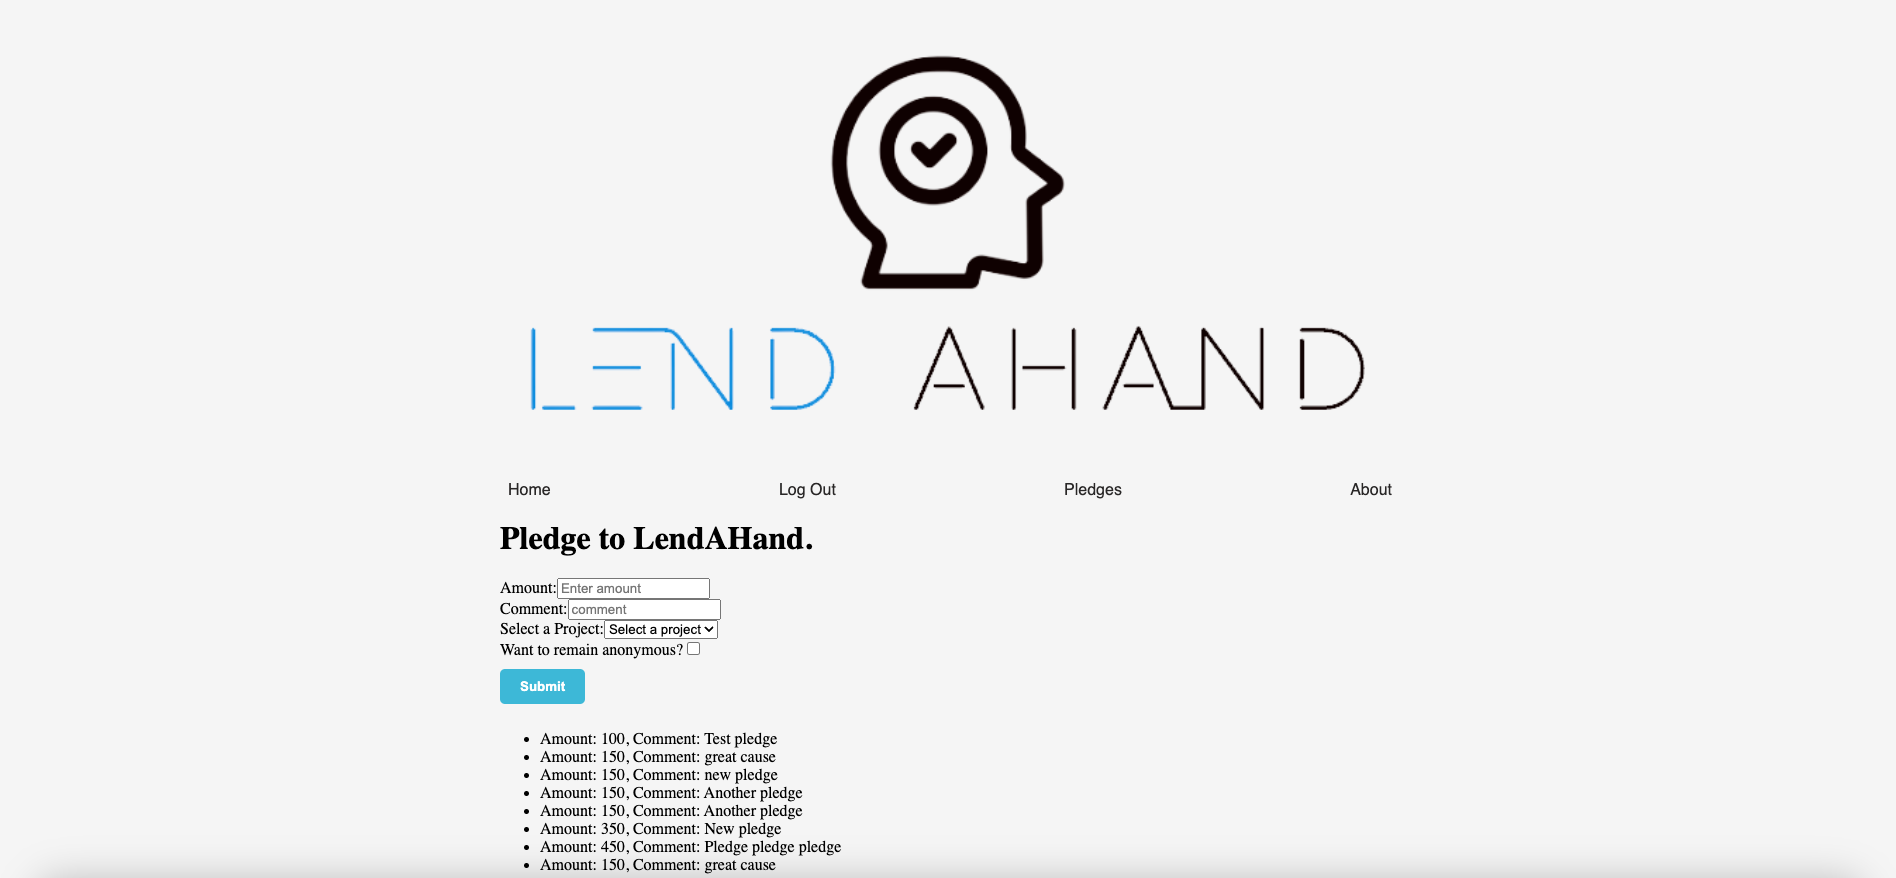 LEND AHAND
Home Log Out Pledges About
Pledge to LendAHand.
Amount: Enter amount
Comment: comment
Select a Project: Select a project
Want to remain anonymous?
Submit
Amount: 100, Comment: Test pledge
Amount: 150, Comment: great cause
Amount: 150, Comment: new pledge
Amount: 150, Comment: Another pledge
Amount: 150, Comment: Another pledge
Amount: 350, Comment: New pledge
Amount: 450, Comment: Pledge pledge pledge
Amount: 150, Comment: great cause